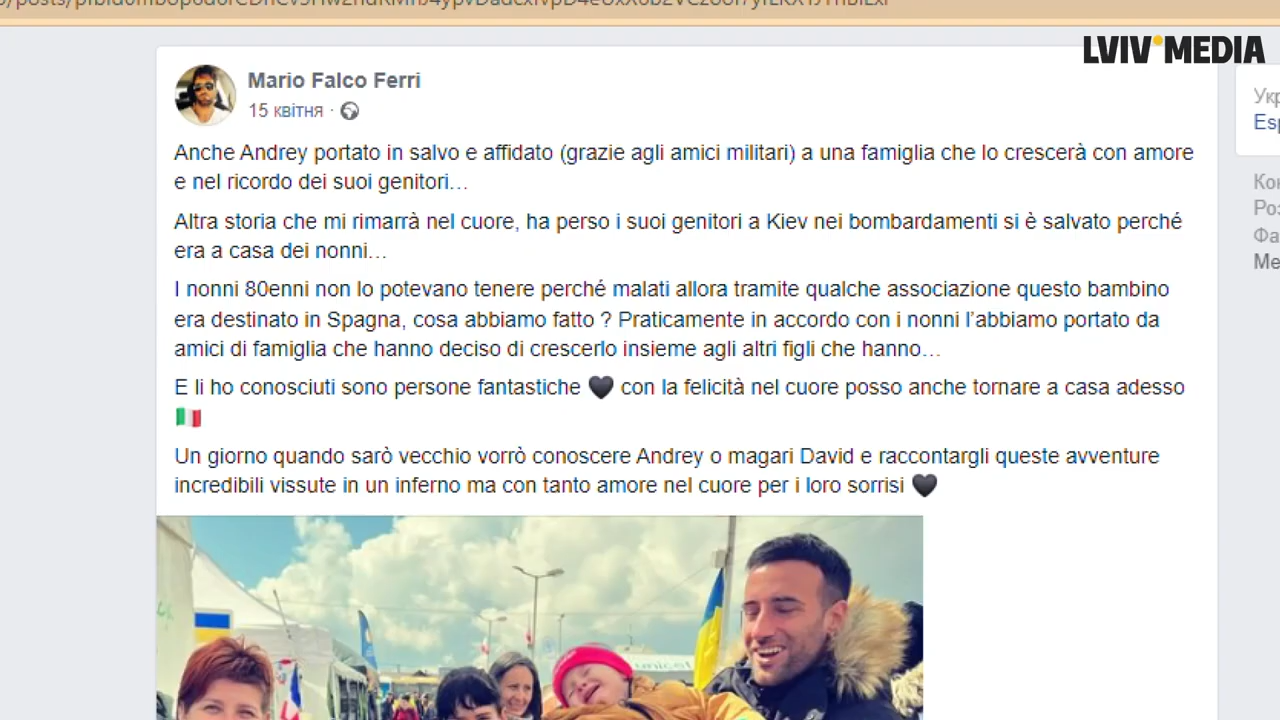 LVIV MEDIA
Mario Falco Ferri
15 квітня ·
Anche Andrey portato in salvo e affidato (grazie agli amici militari) a una famiglia che lo crescerà con amore
e nel ricordo dei suoi genitori…
Altra storia che mi rimarrà nel cuore, ha perso i suoi genitori a Kiev nei bombardamenti si è salvato perché
era a casa dei nonni…
I nonni 80enni non lo potevano tenere perché malati allora tramite qualche associazione questo bambino
era destinato in Spagna, cosa abbiamo fatto ? Praticamente in accordo con i nonni l’abbiamo portato da
amici di famiglia che hanno deciso di crescerlo insieme agli altri figli che hanno…
E li ho conosciuti sono persone fantastiche 🖤 con la felicità nel cuore posso anche tornare a casa adesso
🇮🇹
Un giorno quando sarò vecchio vorrò conoscere Andrey o magari David e raccontargli queste avventure
incredibili vissute in un inferno ma con tanto amore nel cuore per i loro sorrisi 🖤
Укр
Esp
Кон
Роз
Фа
Me
unicef